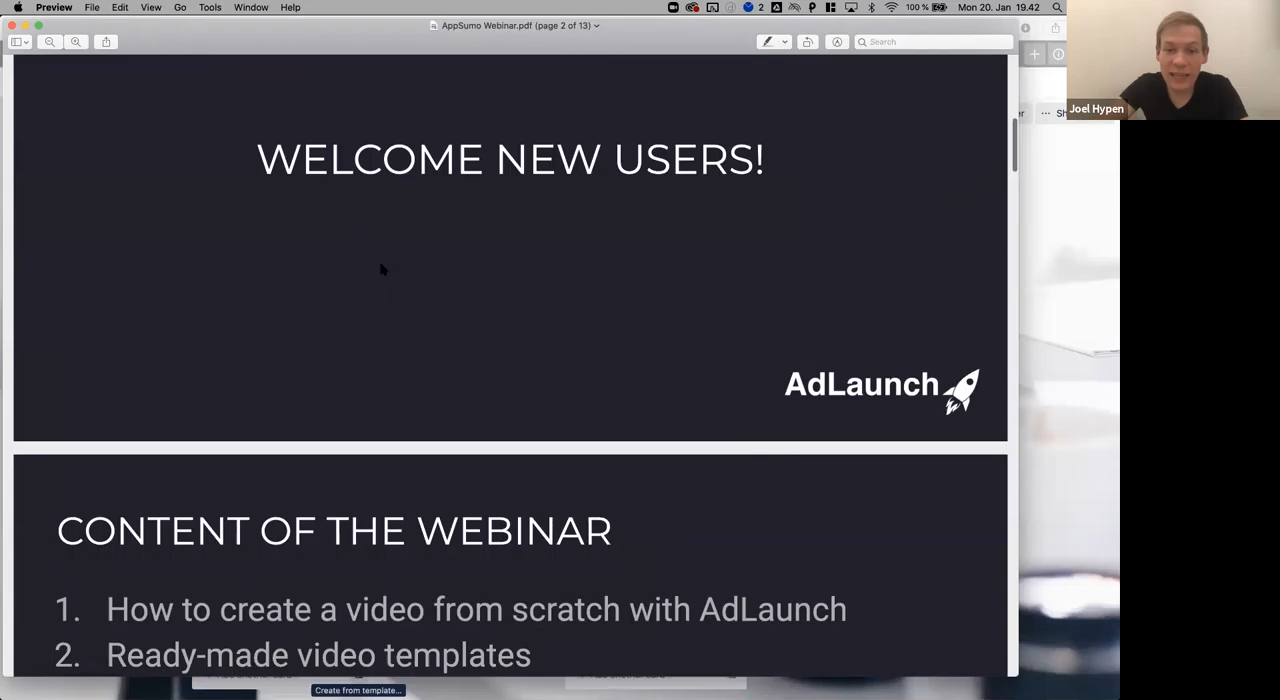 Preview File Edit View Go Tools Window Help
2 100 % Mon 20. Jan 19.42
AppSumo Webinar.pdf (page 2 of 13)
Search
Joel Hypen
WELCOME NEW USERS!
AdLaunch
CONTENT OF THE WEBINAR
1. How to create a video from scratch with AdLaunch
2. Ready-made video templates
Create from template...